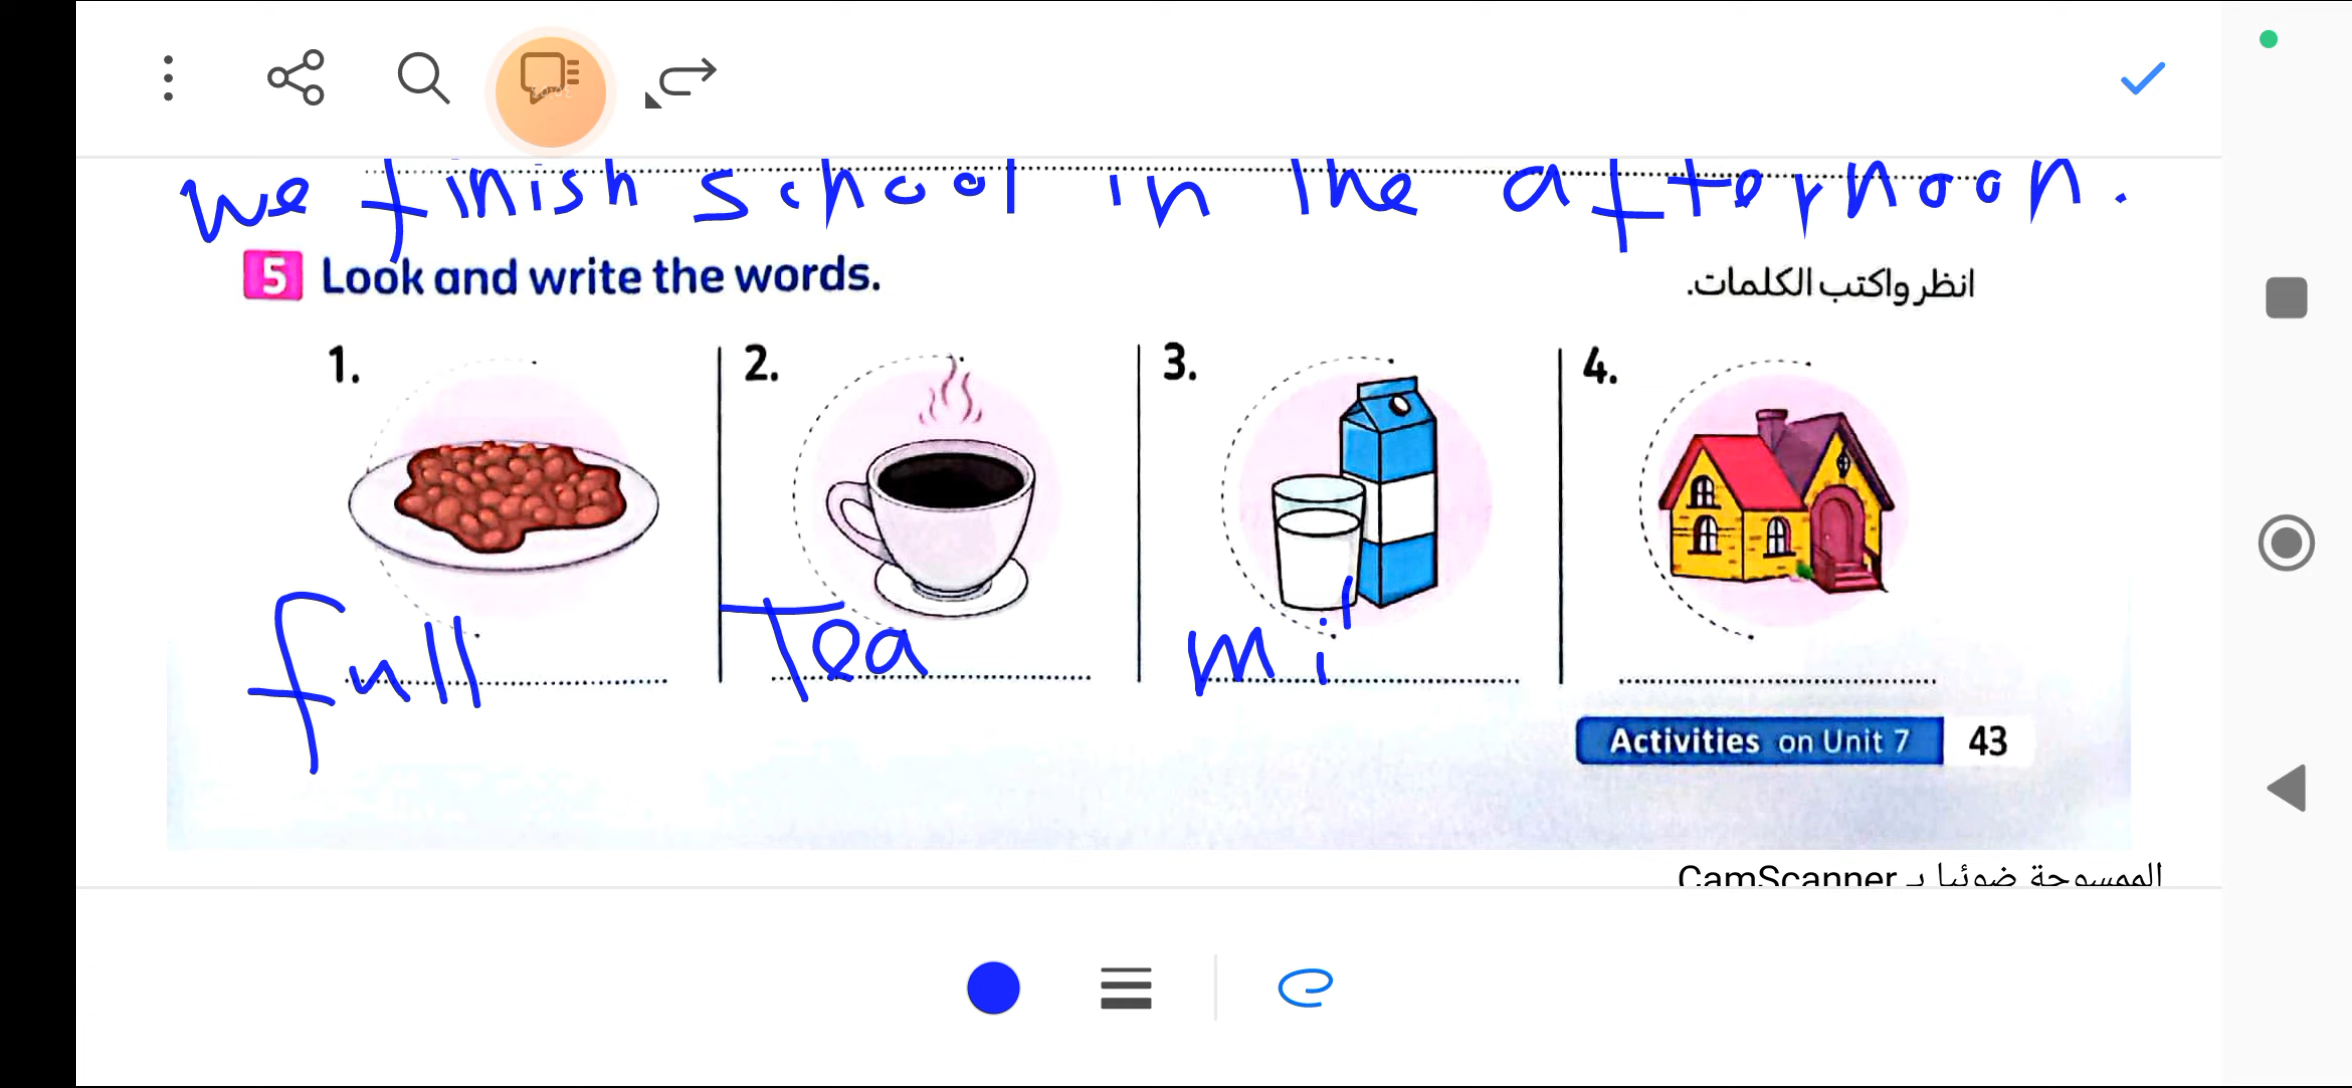 we finish school in the afternoon.
5 Look and write the words.
انظر واكتب الكلمات.
1. 2. 3. 4.
full Tea mil
Activities on Unit 7 43
الممسوحة ضوئيا بـ CamScanner